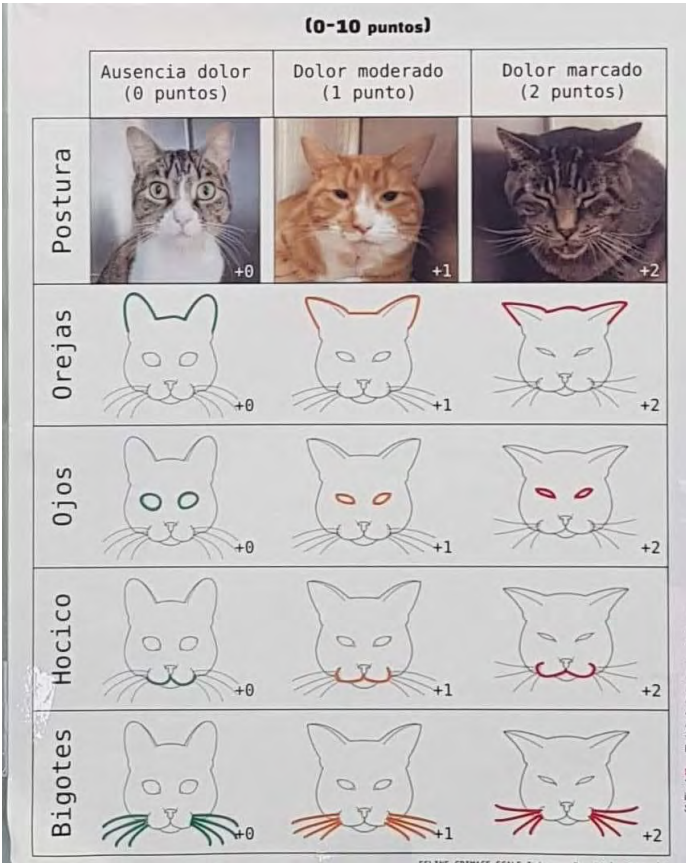 (0-10 puntos)
Ausencia dolor
(0 puntos)
Dolor moderado
(1 punto)
Dolor marcado
(2 puntos)
Postura
+0
+1
+2
Orejas
+0
+1
+2
Ojos
+0
+1
+2
Hocico
+0
+1
+2
Bigotes
+0
+1
+2